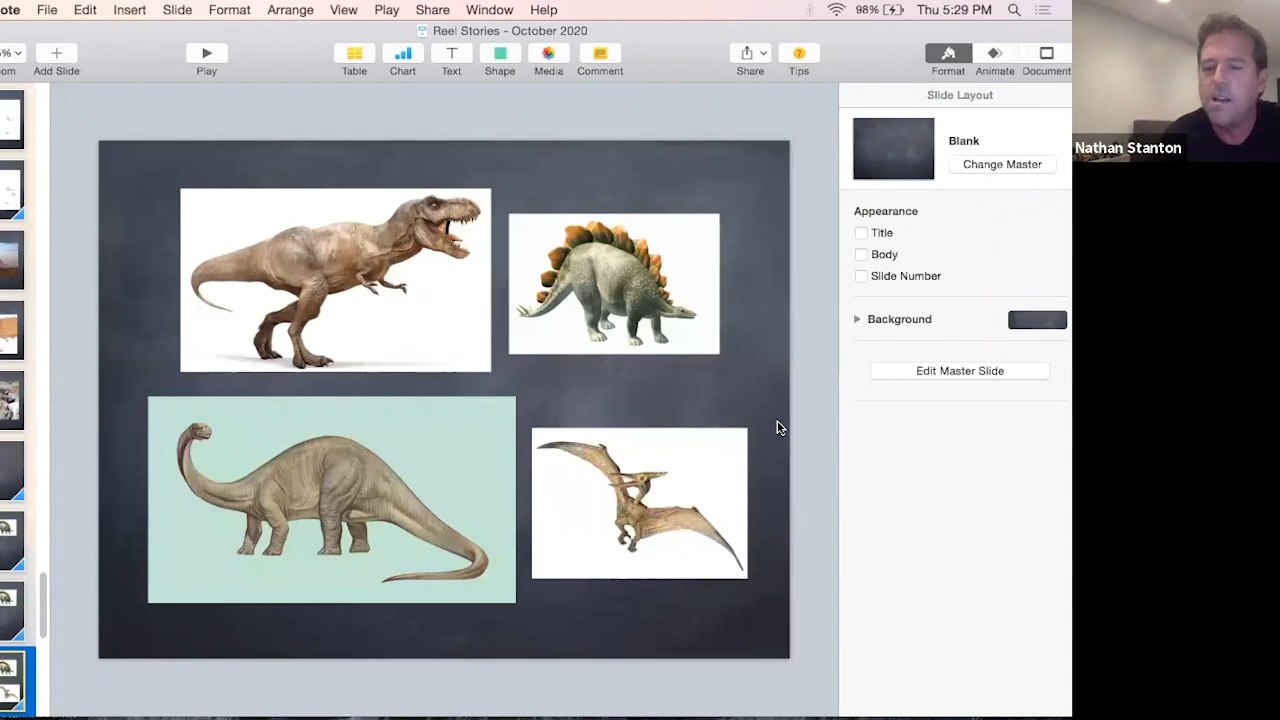 ote File Edit Insert Slide Format Arrange View Play Share Window Help 98% Thu 5:29 PM
Reel Stories - October 2020
% Table Chart Text Shape Media Comment
oom Add Slide Play Share Tips Format Animate Document
Slide Layout
Blank
Change Master
Appearance
Title
Body
Slide Number
Background
Edit Master Slide
Nathan Stanton